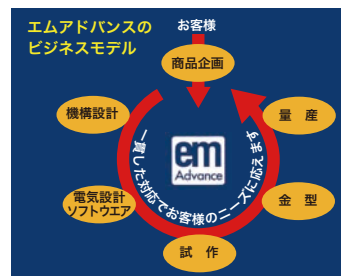 エムアドバンスの
ビジネスモデル
お客様
商品企画
機構設計
量　産
em
Advance
一貫した対応でお客様のニーズに応えます
電気設計
ソフトウエア
金　型
試　作